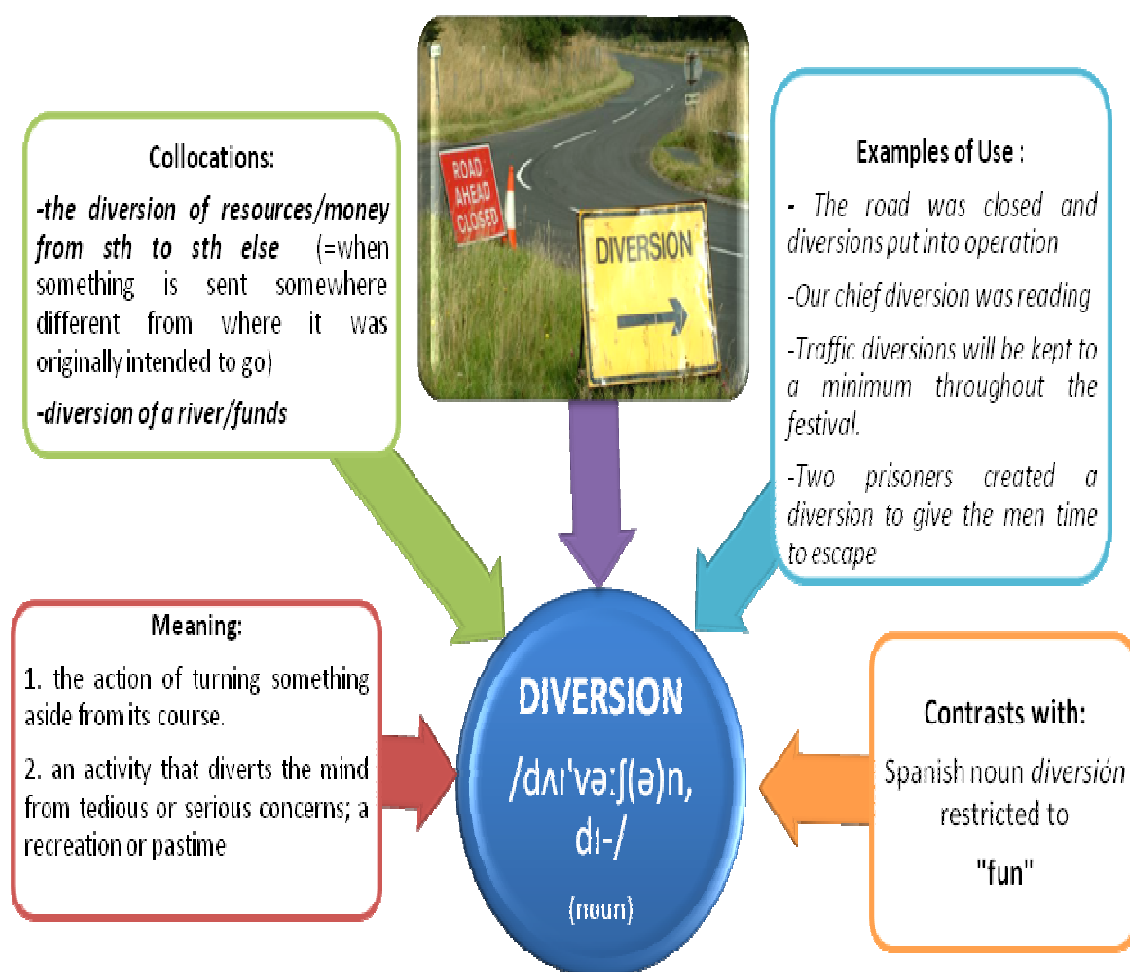 Collocations:
-the diversion of resources/money
from sth to sth else (=when
something is sent somewhere
different from where it was
originally intended to go)
-diversion of a river/funds
ROAD
AHEAD
CLOSED
DIVERSION
Examples of Use :
- The road was closed and
diversions put into operation
-Our chief diversion was reading
-Traffic diversions will be kept to
a minimum throughout the
festival.
-Two prisoners created a
diversion to give the men time
to escape
Meaning:
1. the action of turning something
aside from its course.
2. an activity that diverts the mind
from tedious or serious concerns; a
recreation or pastime
DIVERSION
/dʌɪˈvəːʃ(ə)n,
dɪ-/
(noun)
Contrasts with:
Spanish noun diversión
restricted to
"fun"